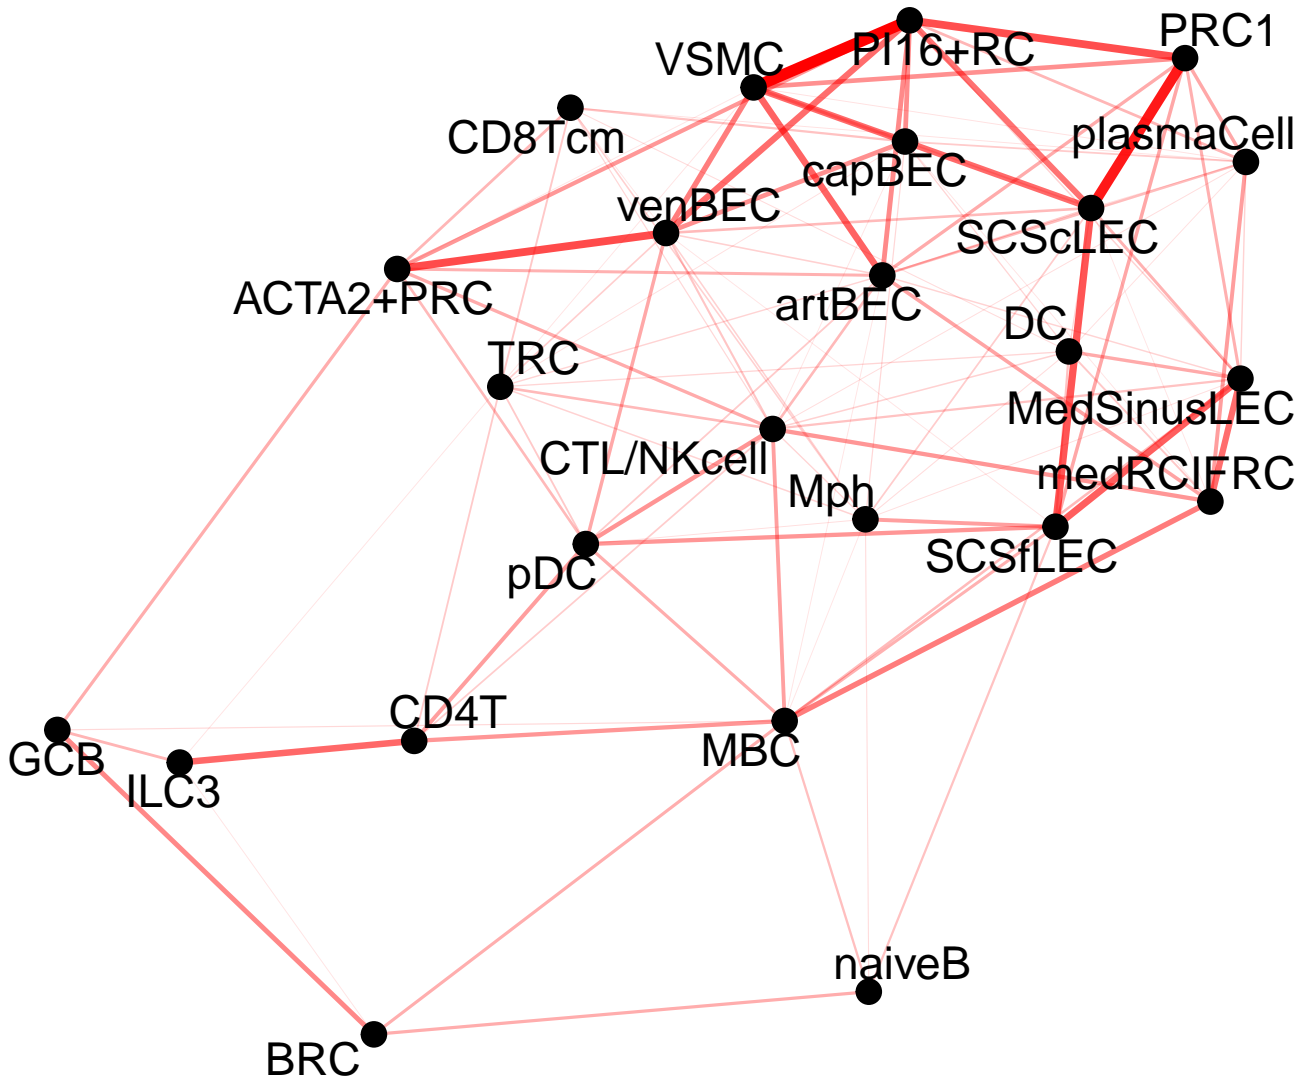 PRC1
PI16+RC
VSMC
CD8Tcm
plasmaCell
capBEC
venBEC
SCScLEC
ACTA2+PRC
artBEC
DC
TRC
MedSinusLEC
CTL/NKcell
medRCIFRC
Mph
SCSfLEC
pDC
CD4T
MBC
GCB
ILC3
naiveB
BRC